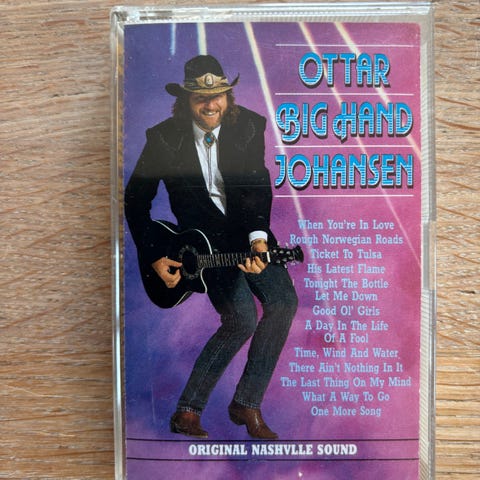 OTTAR
BIG HAND
JOHANSEN
When You're In Love
Rough Norwegian Roads
Ticket To Tulsa
His Latest Flame
Tonight The Bottle
Let Me Down
Good Ol' Girls
A Day In The Life
Of A Fool
Time, Wind And Water
There Ain't Nothing In It
The Last Thing On My Mind
What A Way To Go
One More Song
ORIGINAL NASHVLLE SOUND